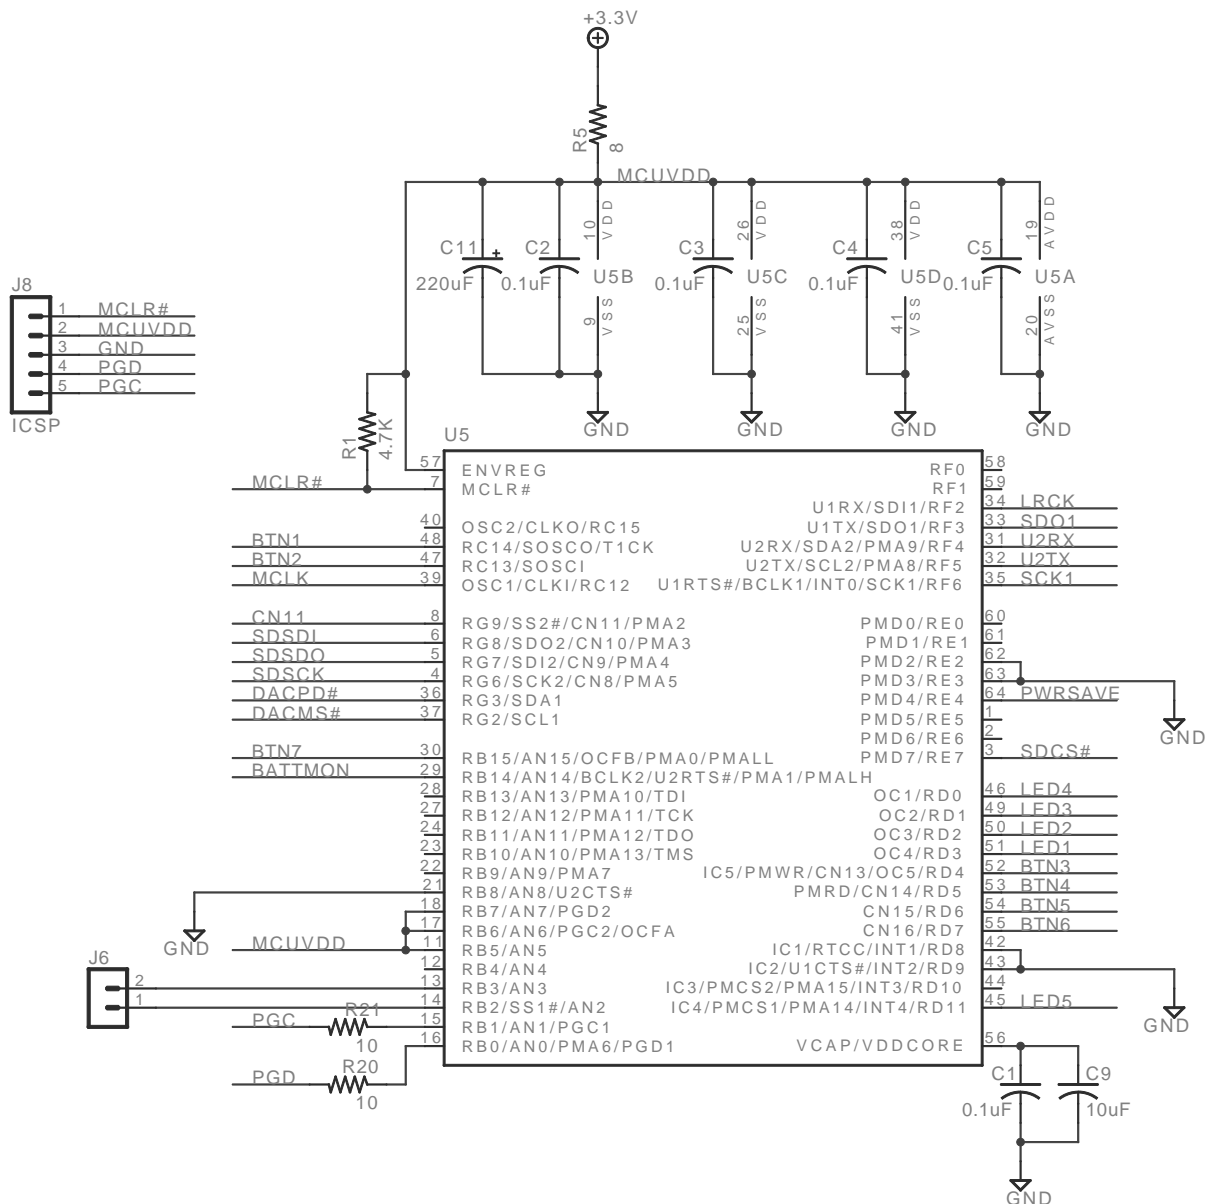 +3.3V
R5
8
MCUVDD
10
VDD
26
VDD
38
VDD
19
AVDD
C11
+
220uF
C2
0.1uF
U5B
C3
0.1uF
U5C
C4
0.1uF
U5D
C5
0.1uF
U5A
9
VSS
25
VSS
41
VSS
20
AVSS
GND
GND
GND
GND
J8
1 MCLR#
2 MCUVDD
3 GND
4 PGD
5 PGC
ICSP
R1
4.7K
U5
57 ENVREG
MCLR# 7 MCLR#
40 OSC2/CLKO/RC15
BTN1 48 RC14/SOSCO/T1CK
BTN2 47 RC13/SOSCI
MCLK 39 OSC1/CLKI/RC12
CN11 8 RG9/SS2#/CN11/PMA2
SDSDI 6 RG8/SDO2/CN10/PMA3
SDSDO 5 RG7/SDI2/CN9/PMA4
SDSCK 4 RG6/SCK2/CN8/PMA5
DACPD# 36 RG3/SDA1
DACMS# 37 RG2/SCL1
BTN7 30 RB15/AN15/OCFB/PMA0/PMALL
BATTMON 29 RB14/AN14/BCLK2/U2RTS#/PMA1/PMALH
28 RB13/AN13/PMA10/TDI
27 RB12/AN12/PMA11/TCK
24 RB11/AN11/PMA12/TDO
23 RB10/AN10/PMA13/TMS
22 RB9/AN9/PMA7
21 RB8/AN8/U2CTS#
18 RB7/AN7/PGD2
17 RB6/AN6/PGC2/OCFA
GND
MCUVDD 11 RB5/AN5
12 RB4/AN4
J6
2 13 RB3/AN3
1 14 RB2/SS1#/AN2
PGC R21 10 15 RB1/AN1/PGC1
16 RB0/AN0/PMA6/PGD1
PGD R20 10
RF0 58
RF1 59
U1RX/SDI1/RF2 34 LRCK
U1TX/SDO1/RF3 33 SDO1
U2RX/SDA2/PMA9/RF4 31 U2RX
U2TX/SCL2/PMA8/RF5 32 U2TX
U1RTS#/BCLK1/INT0/SCK1/RF6 35 SCK1
PMD0/RE0 60
PMD1/RE1 61
PMD2/RE2 62
PMD3/RE3 63
PMD4/RE4 64 PWRSAVE
PMD5/RE5 1
PMD6/RE6 2
GND
PMD7/RE7 3 SDCS#
OC1/RD0 46 LED4
OC2/RD1 49 LED3
OC3/RD2 50 LED2
OC4/RD3 51 LED1
IC5/PMWR/CN13/OC5/RD4 52 BTN3
PMRD/CN14/RD5 53 BTN4
CN15/RD6 54 BTN5
CN16/RD7 55 BTN6
IC1/RTCC/INT1/RD8 42
IC2/U1CTS#/INT2/RD9 43
IC3/PMCS2/PMA15/INT3/RD10 44
IC4/PMCS1/PMA14/INT4/RD11 45 LED5
GND
VCAP/VDDCORE 56
C1
0.1uF
C9
10uF
GND